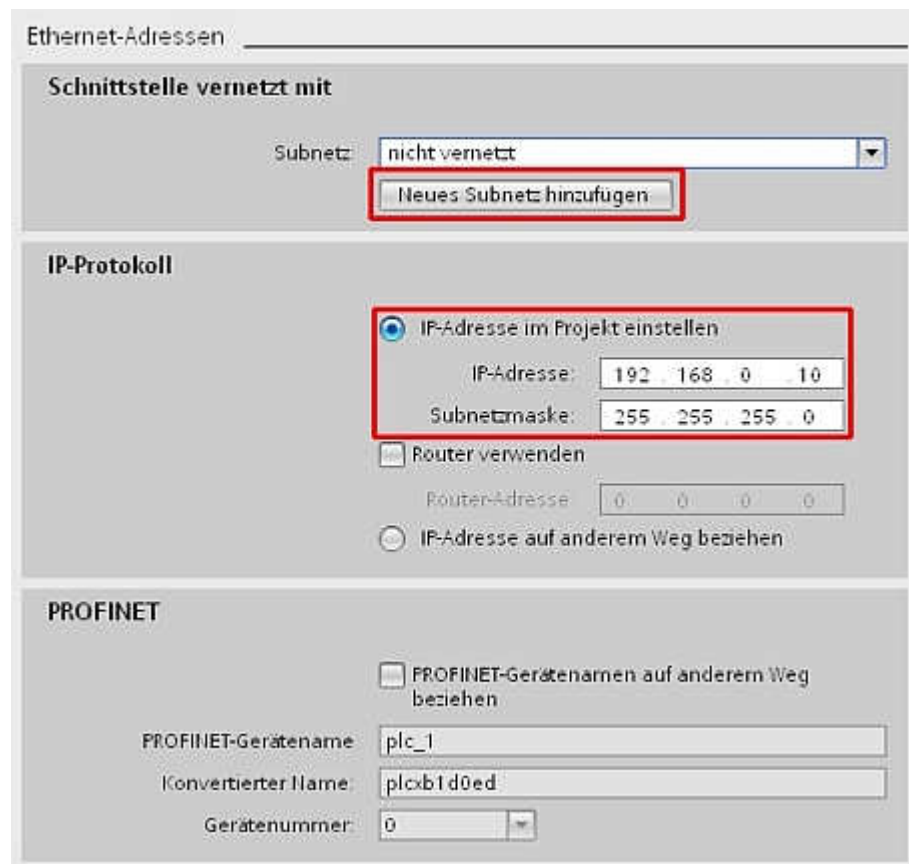 Ethernet-Adressen
Schnittstelle vernetzt mit
Subnetz: nicht vernetzt
Neues Subnetz hinzufügen
IP-Protokoll
IP-Adresse im Projekt einstellen
IP-Adresse: 192 . 168 . 0 . 10
Subnetzmaske: 255 . 255 . 255 . 0
Router verwenden
Router-Adresse 0 . 0 . 0 . 0
IP-Adresse auf anderem Weg beziehen
PROFINET
PROFINET-Gerätenamen auf anderem Weg
beziehen
PROFINET-Gerätename plc_1
Konvertierter Name: plcxb1d0ed
Gerätenummer: 0